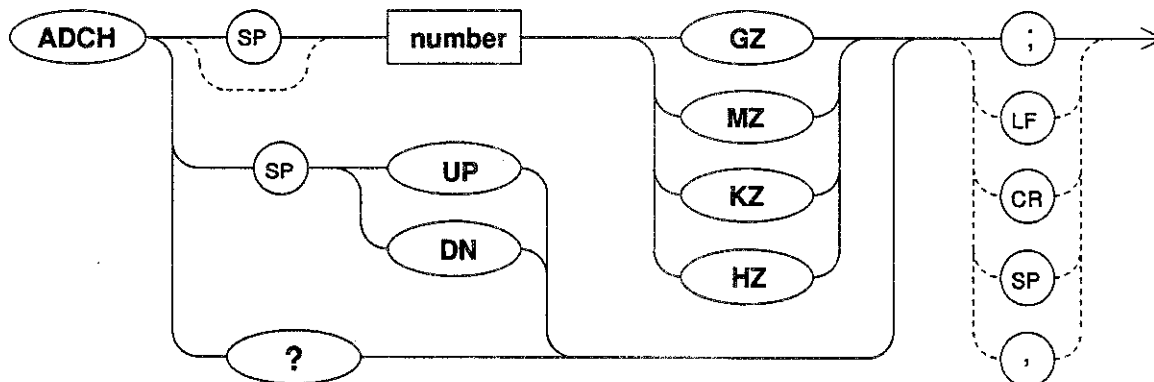 ADCH SP number GZ ;
MZ LF
SP UP KZ CR
DN HZ SP
? ,